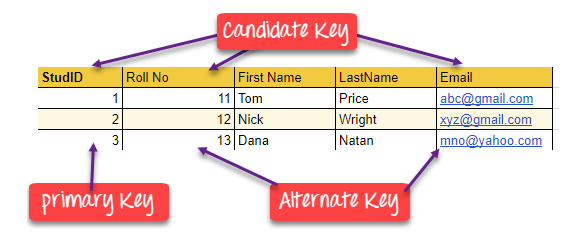 Candidate Key
StudID Roll No First Name LastName Email
1 11 Tom Price abc@gmail.com
2 12 Nick Wright xyz@gmail.com
3 13 Dana Natan mno@yahoo.com
primary Key Alternate Key